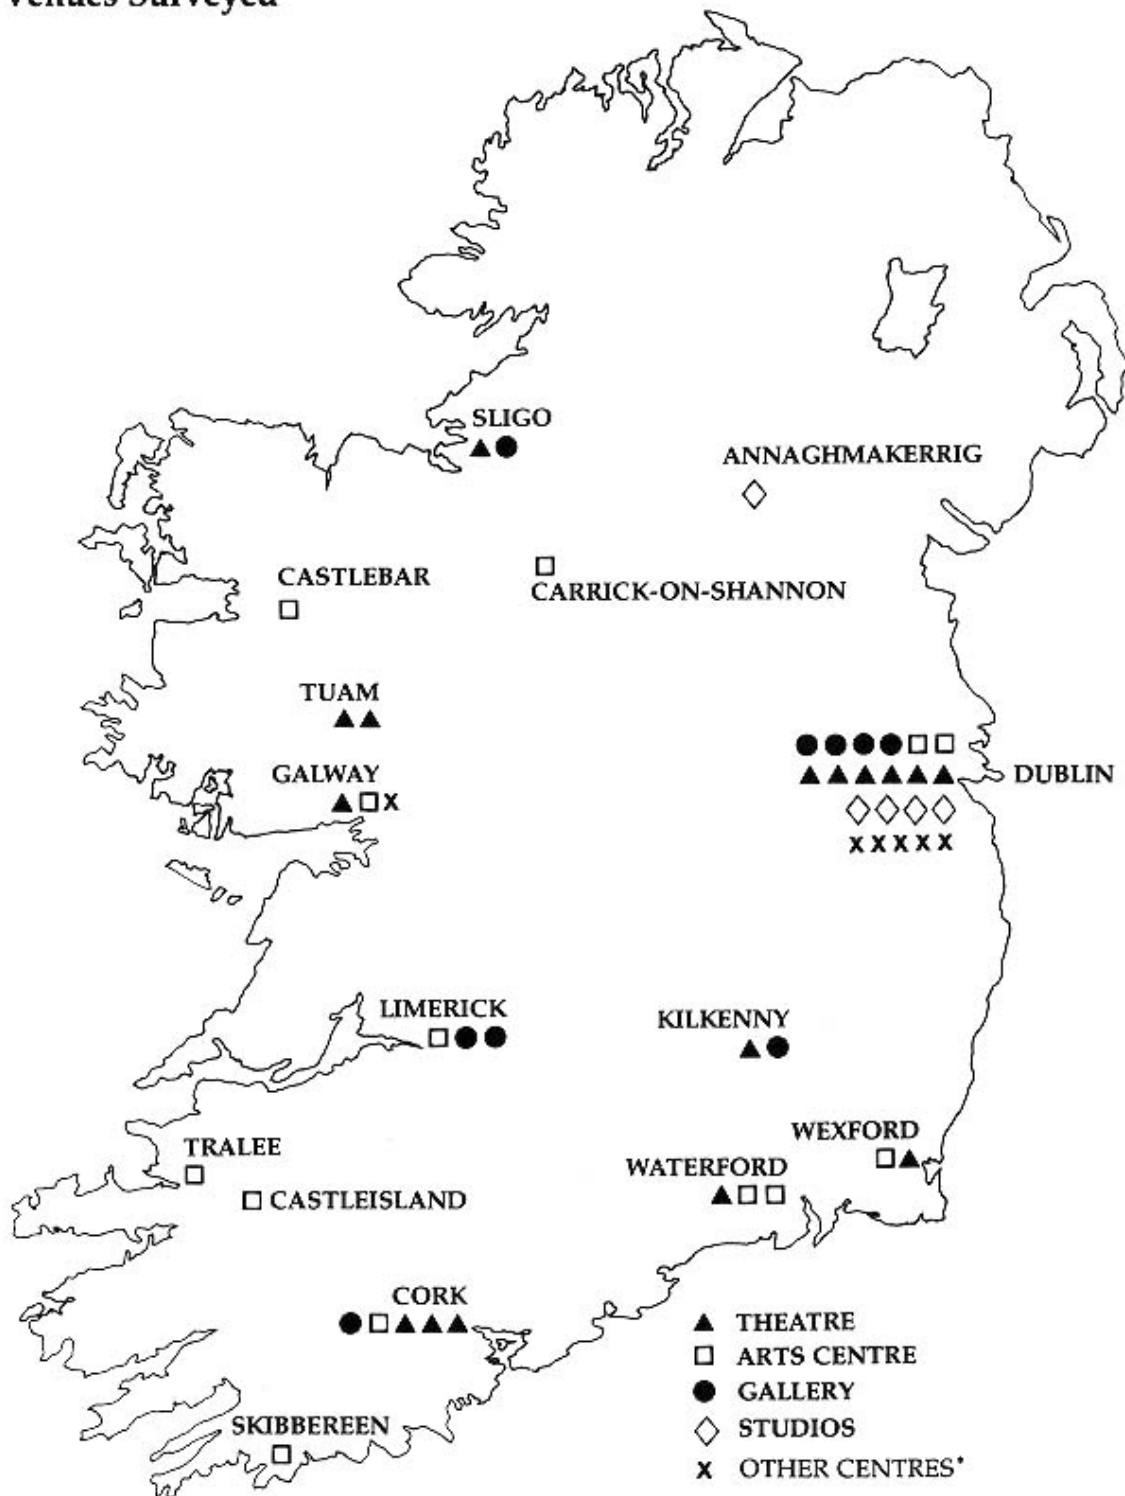 Venues Surveyed
SLIGO
ANNAGHMAKERRIG
CASTLEBAR
CARRICK-ON-SHANNON
TUAM
GALWAY
X
DUBLIN
X X X X X
LIMERICK
KILKENNY
WEXFORD
TRALEE
WATERFORD
CASTLEISLAND
CORK
THEATRE
ARTS CENTRE
GALLERY
SKIBBEREEN
STUDIOS
X OTHER CENTRES*